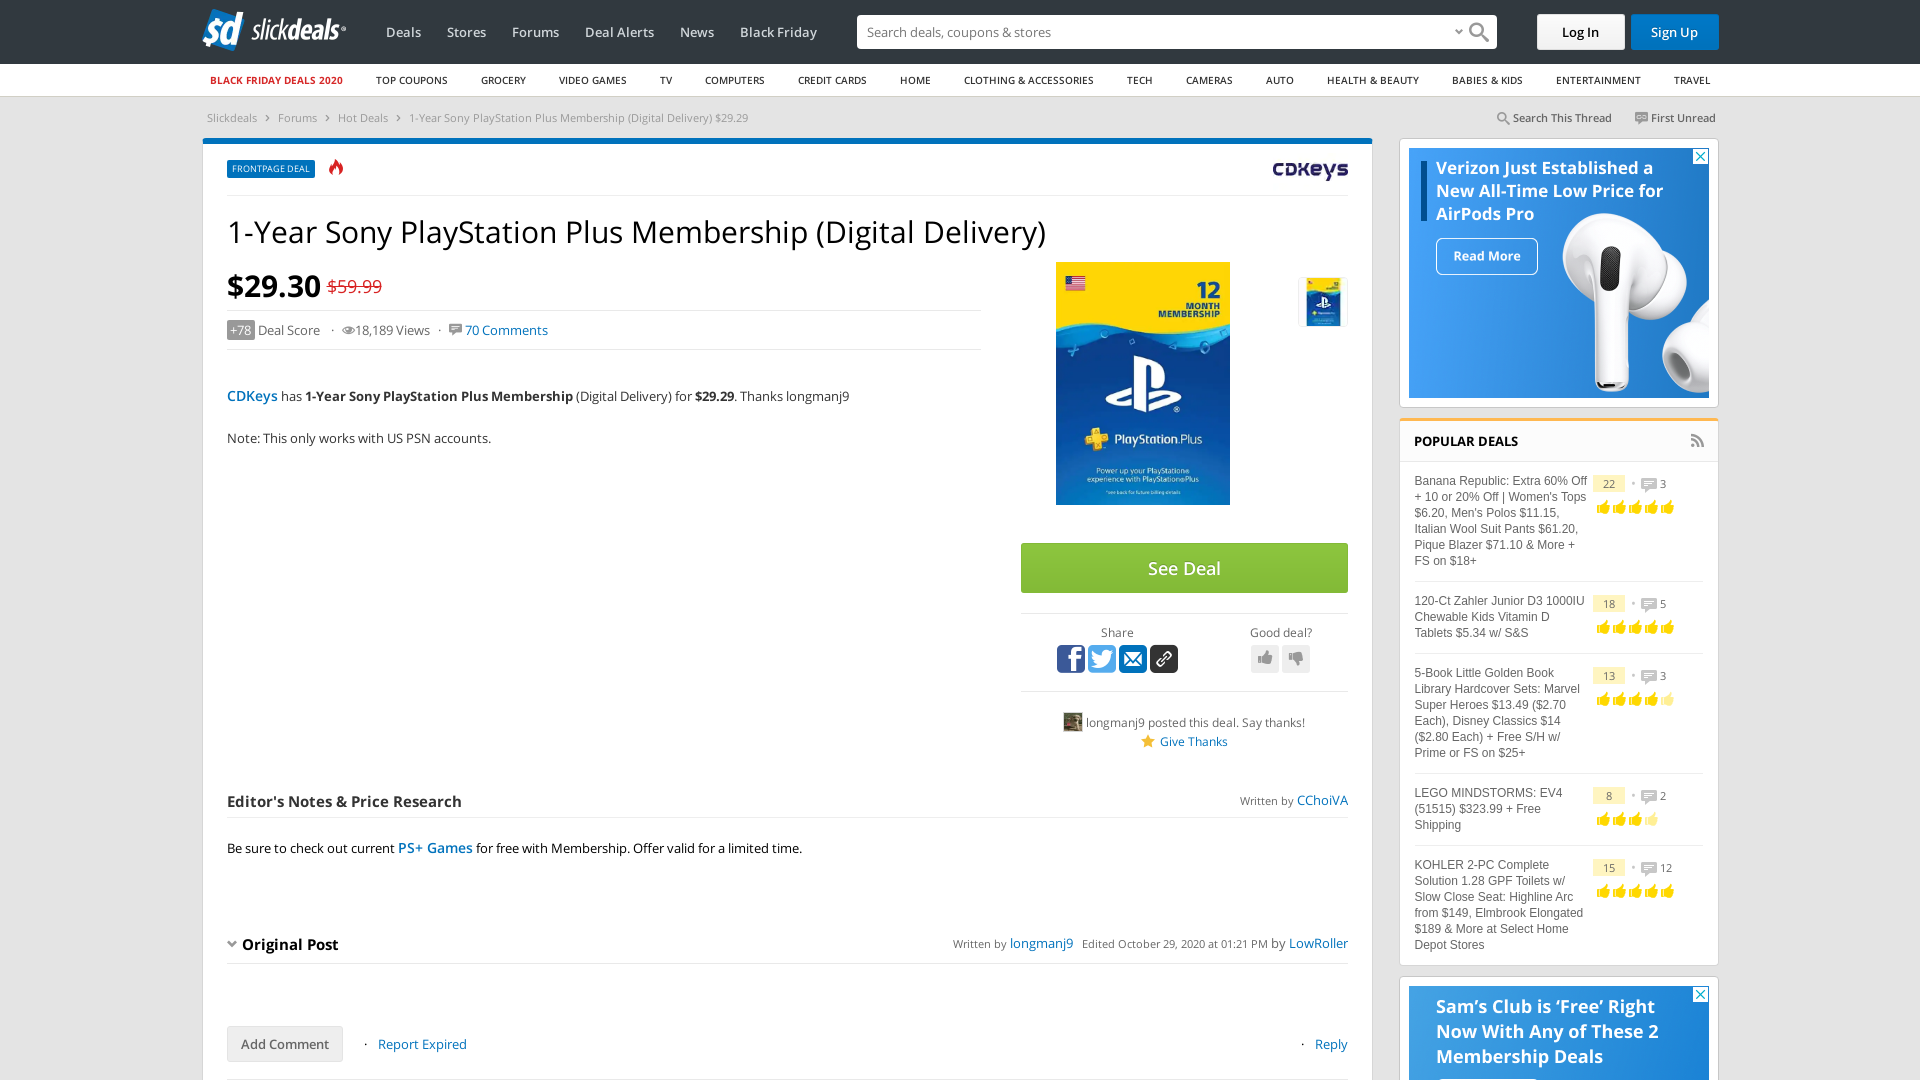 sd slickdeals
Deals
Stores
Forums
Deal Alerts
News
Black Friday
Search deals, coupons & stores
Log In
Sign Up
BLACK FRIDAY DEALS 2020
TOP COUPONS
GROCERY
VIDEO GAMES
TV
COMPUTERS
CREDIT CARDS
HOME
CLOTHING & ACCESSORIES
TECH
CAMERAS
AUTO
HEALTH & BEAUTY
BABIES & KIDS
ENTERTAINMENT
TRAVEL
Slickdeals > Forums > Hot Deals > 1-Year Sony PlayStation Plus Membership (Digital Delivery) $29.29
Search This Thread
First Unread
FRONTPAGE DEAL
CDKeys
1-Year Sony PlayStation Plus Membership (Digital Delivery)
$29.30 $59.99
+78 Deal Score · 18,189 Views · 70 Comments
CDKeys has 1-Year Sony PlayStation Plus Membership (Digital Delivery) for $29.29. Thanks longmanj9
Note: This only works with US PSN accounts.
12
MONTH
MEMBERSHIP
PlayStation Plus
Power up your PlayStation®
experience with PlayStation®Plus
See Deal
Share
Good deal?
longmanj9 posted this deal. Say thanks!
Give Thanks
Editor's Notes & Price Research
Written by CChoiVA
Be sure to check out current PS+ Games for free with Membership. Offer valid for a limited time.
Original Post
Written by longmanj9 Edited October 29, 2020 at 01:21 PM by LowRoller
Add Comment · Report Expired
· Reply
Verizon Just Established a
New All-Time Low Price for
AirPods Pro
Read More
POPULAR DEALS
Banana Republic: Extra 60% Off
+ 10 or 20% Off | Women's Tops
$6.20, Men's Polos $11.15,
Italian Wool Suit Pants $61.20,
Pique Blazer $71.10 & More +
FS on $18+
22 • 3
120-Ct Zahler Junior D3 1000IU
Chewable Kids Vitamin D
Tablets $5.34 w/ S&S
18 • 5
5-Book Little Golden Book
Library Hardcover Sets: Marvel
Super Heroes $13.49 ($2.70
Each), Disney Classics $14
($2.80 Each) + Free S/H w/
Prime or FS on $25+
13 • 3
LEGO MINDSTORMS: EV4
(51515) $323.99 + Free
Shipping
8 • 2
KOHLER 2-PC Complete
Solution 1.28 GPF Toilets w/
Slow Close Seat: Highline Arc
from $149, Elmbrook Elongated
$189 & More at Select Home
Depot Stores
15 • 12
Sam's Club is 'Free' Right
Now With Any of These 2
Membership Deals